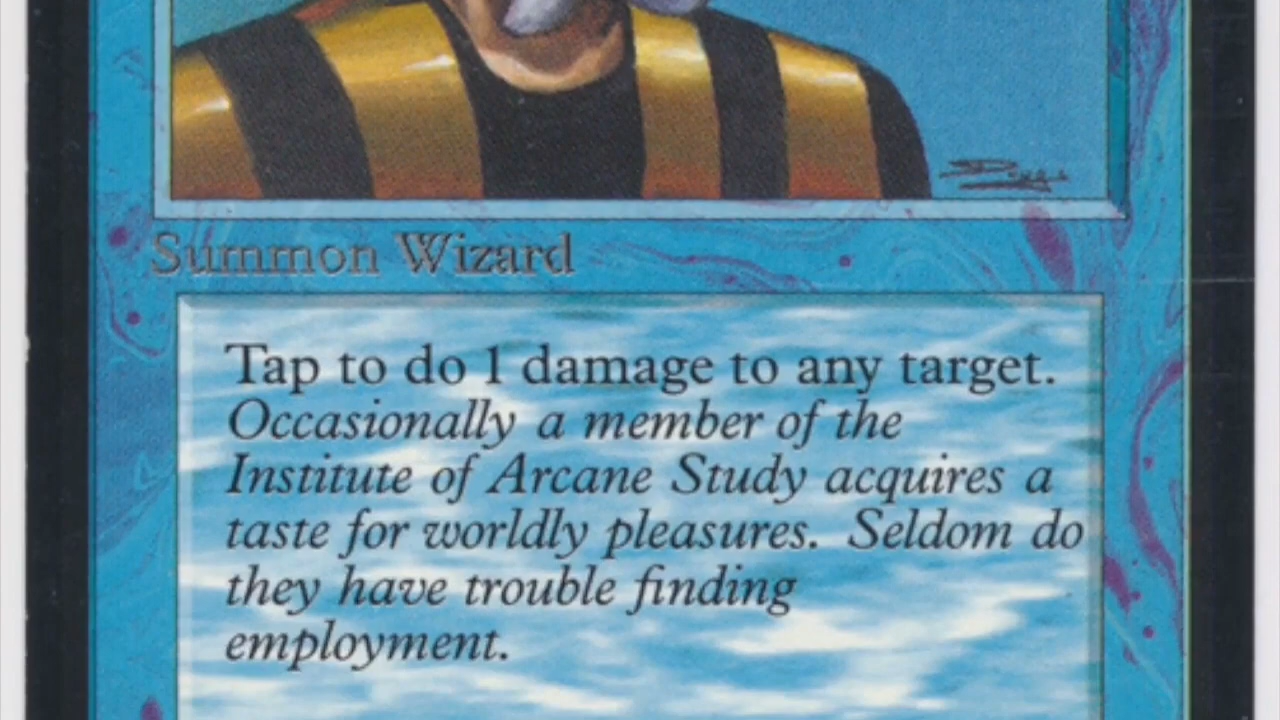 Summon Wizard
Tap to do 1 damage to any target.
Occasionally a member of the
Institute of Arcane Study acquires a
taste for worldly pleasures. Seldom do
they have trouble finding
employment.